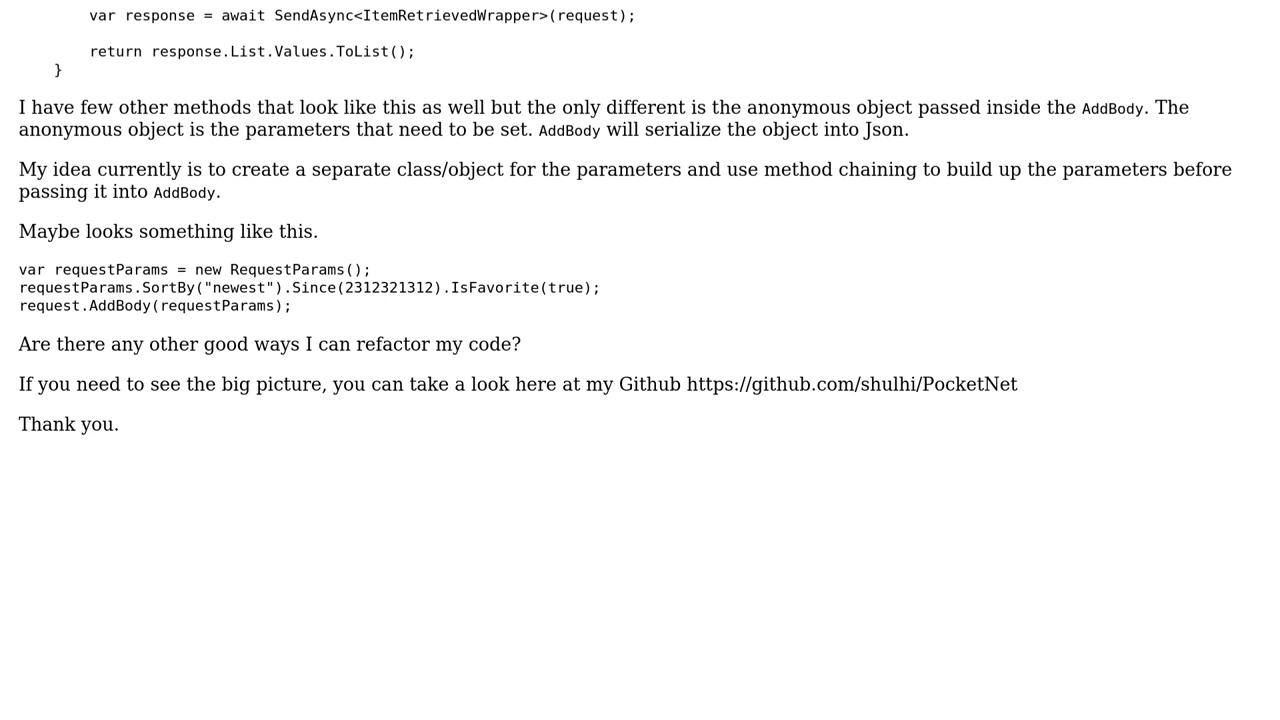 var response = await SendAsync<ItemRetrievedWrapper>(request);
return response.List.Values.ToList();
}
I have few other methods that look like this as well but the only different is the anonymous object passed inside the AddBody. The
anonymous object is the parameters that need to be set. AddBody will serialize the object into Json.
My idea currently is to create a separate class/object for the parameters and use method chaining to build up the parameters before
passing it into AddBody.
Maybe looks something like this.
var requestParams = new RequestParams();
requestParams.SortBy("newest").Since(2312321312).IsFavorite(true);
request.AddBody(requestParams);
Are there any other good ways I can refactor my code?
If you need to see the big picture, you can take a look here at my Github https://github.com/shulhi/PocketNet
Thank you.